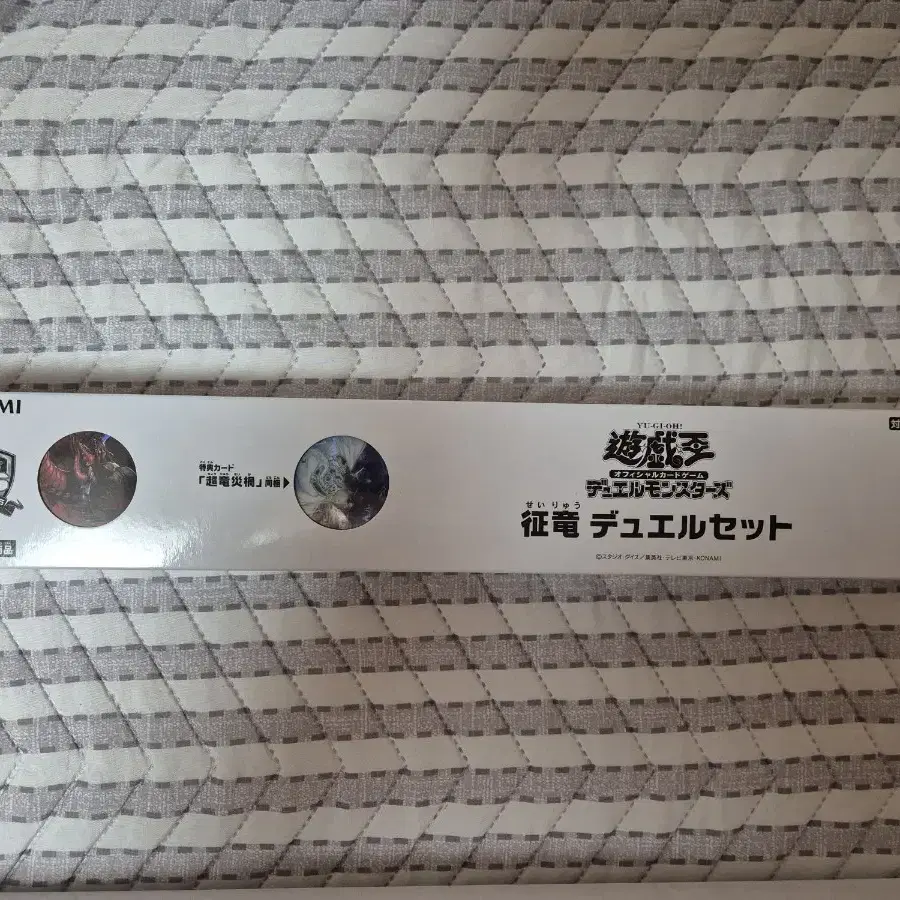 AMI
特典カード
「超竜災禍」同梱▶
YU-GI-OH!
遊戯王
オフィシャルカードゲーム
デュエルモンスターズ
せいりゅう
征竜 デュエルセット
©スタジオ・ダイス/集英社・テレビ東京・KONAMI
対